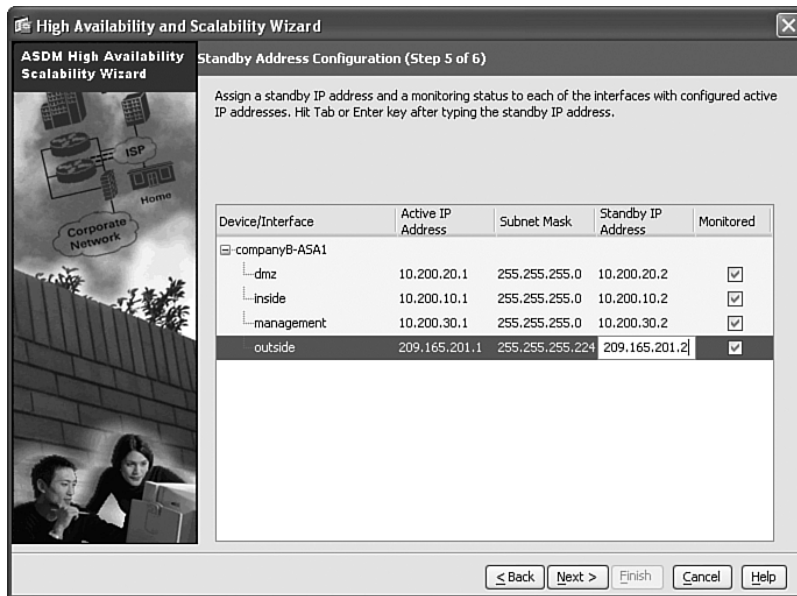 High Availability and Scalability Wizard
ASDM High Availability
Scalability Wizard
Standby Address Configuration (Step 5 of 6)
Assign a standby IP address and a monitoring status to each of the interfaces with configured active
IP addresses. Hit Tab or Enter key after typing the standby IP address.
ISP
Home
Corporate
Network
Device/Interface Active IP Address Subnet Mask Standby IP Address Monitored
companyB-ASA1
dmz 10.200.20.1 255.255.255.0 10.200.20.2
inside 10.200.10.1 255.255.255.0 10.200.10.2
management 10.200.30.1 255.255.255.0 10.200.30.2
outside 209.165.201.1 255.255.255.224 209.165.201.2
< Back Next > Finish Cancel Help